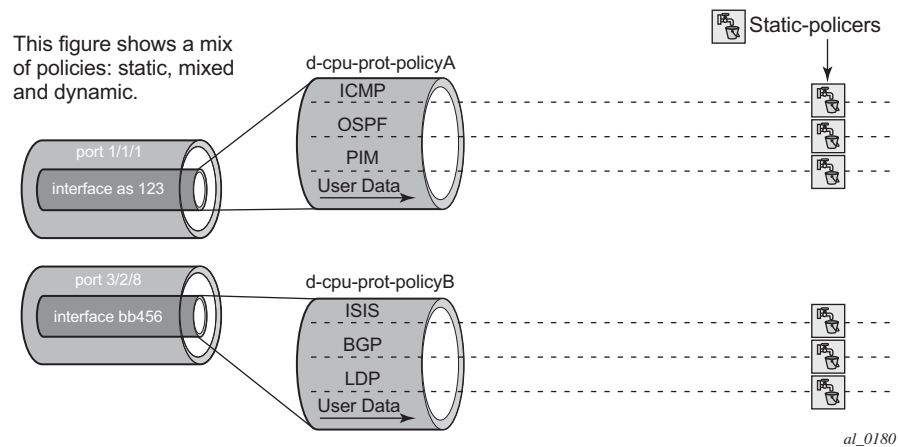 Static-policers
This figure shows a mix
of policies: static, mixed
and dynamic.
d-cpu-prot-policyA
ICMP
OSPF
PIM
User Data
port 1/1/1
interface as 123
port 3/2/8
interface bb456
d-cpu-prot-policyB
ISIS
BGP
LDP
User Data
al_0180